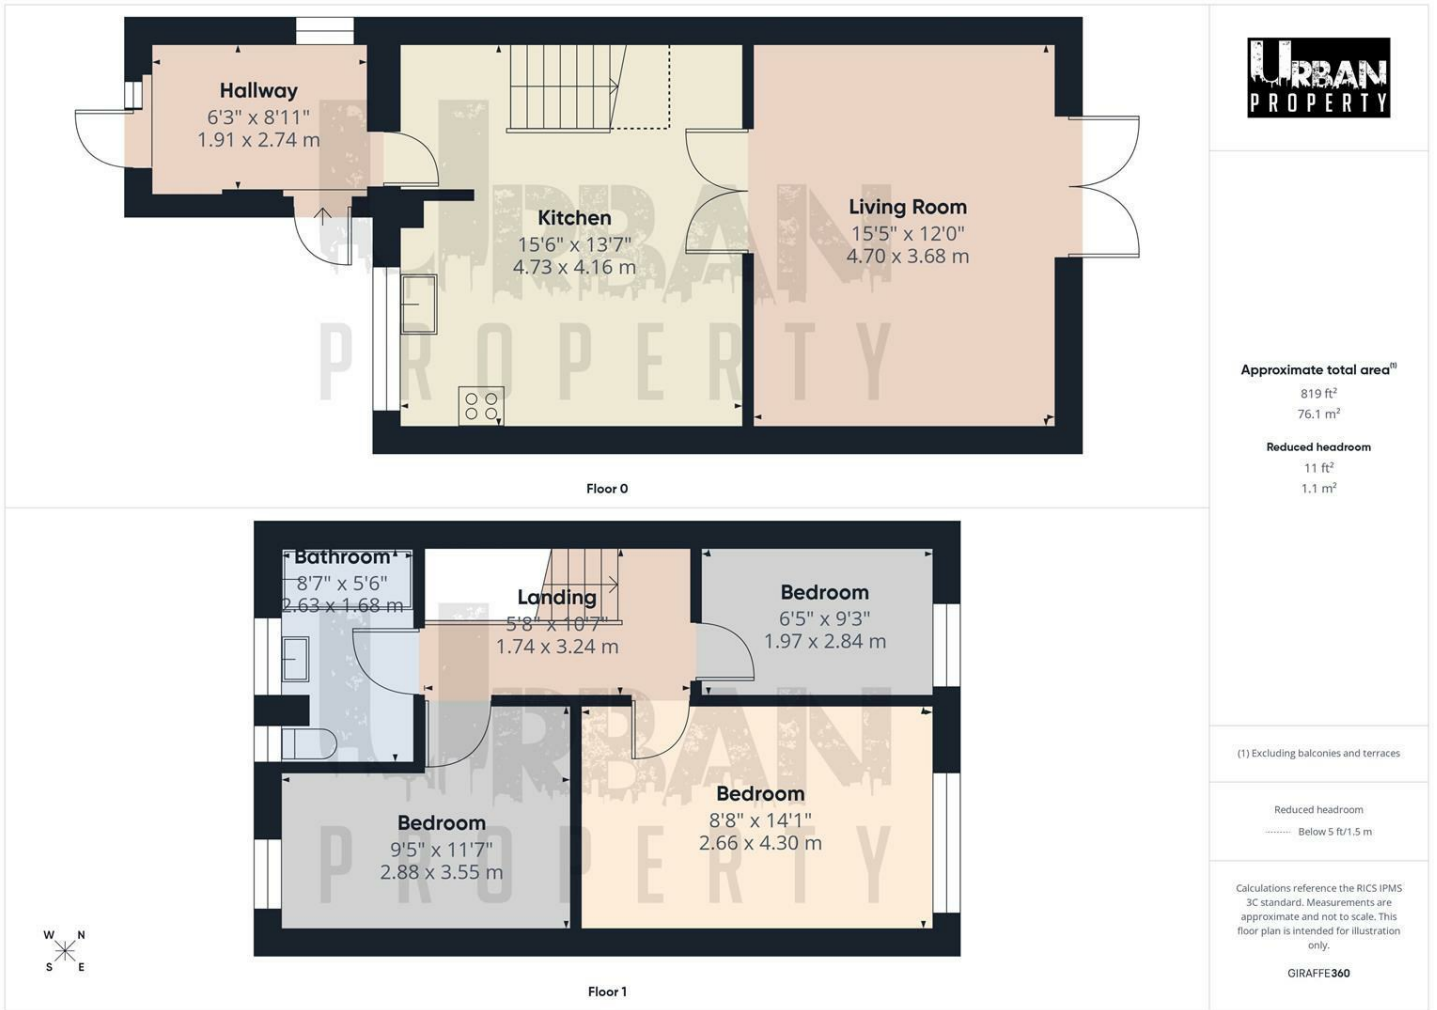 Hallway
6'3" x 8'11"
1.91 x 2.74 m
Kitchen
15'6" x 13'7"
4.73 x 4.16 m
Living Room
15'5" x 12'0"
4.70 x 3.68 m
URBAN
PROPERTY
Floor 0
Bathroom
8'7" x 5'6"
2.63 x 1.68 m
Landing
5'8" x 10'7"
1.74 x 3.24 m
Bedroom
6'5" x 9'3"
1.97 x 2.84 m
Bedroom
9'5" x 11'7"
2.88 x 3.55 m
Bedroom
8'8" x 14'1"
2.66 x 4.30 m
URBAN
PROPERTY
W N
S E
Floor 1
URBAN
PROPERTY
Approximate total area(1)
819 ft²
76.1 m²
Reduced headroom
11 ft²
1.1 m²
(1) Excluding balconies and terraces
Reduced headroom
Below 5 ft/1.5 m
Calculations reference the RICS IPMS
3C standard. Measurements are
approximate and not to scale. This
floor plan is intended for illustration
only.
GIRAFFE360